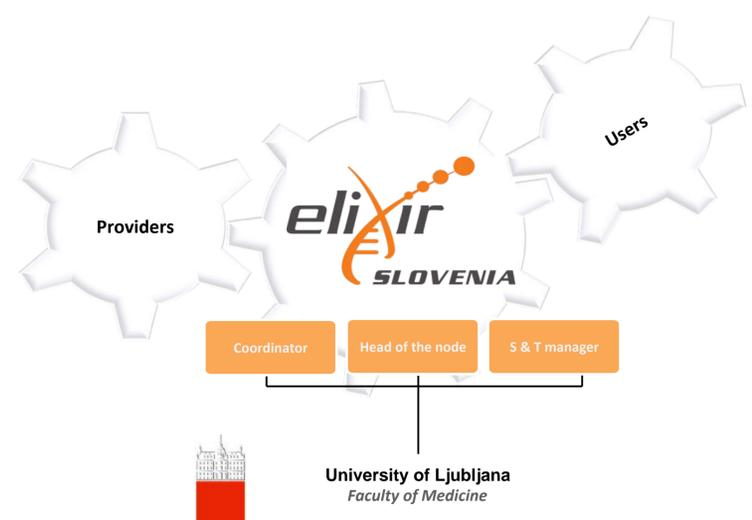 Users
Providers
elixir
SLOVENIA
Coordinator
Head of the node
S & T manager
University of Ljubljana
Faculty of Medicine